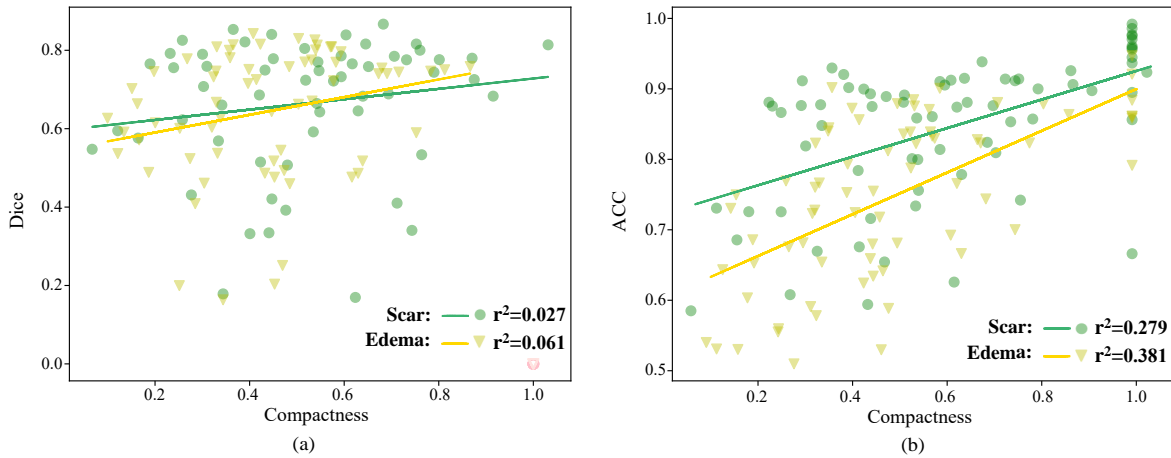 0.8
0.6
0.4
0.2
0.0
Dice
Scar: r²=0.027
Edema: r²=0.061
0.2 0.4 0.6 0.8 1.0
Compactness
(a)
1.0
0.9
0.8
0.7
0.6
0.5
ACC
Scar: r²=0.279
Edema: r²=0.381
0.2 0.4 0.6 0.8 1.0
Compactness
(b)